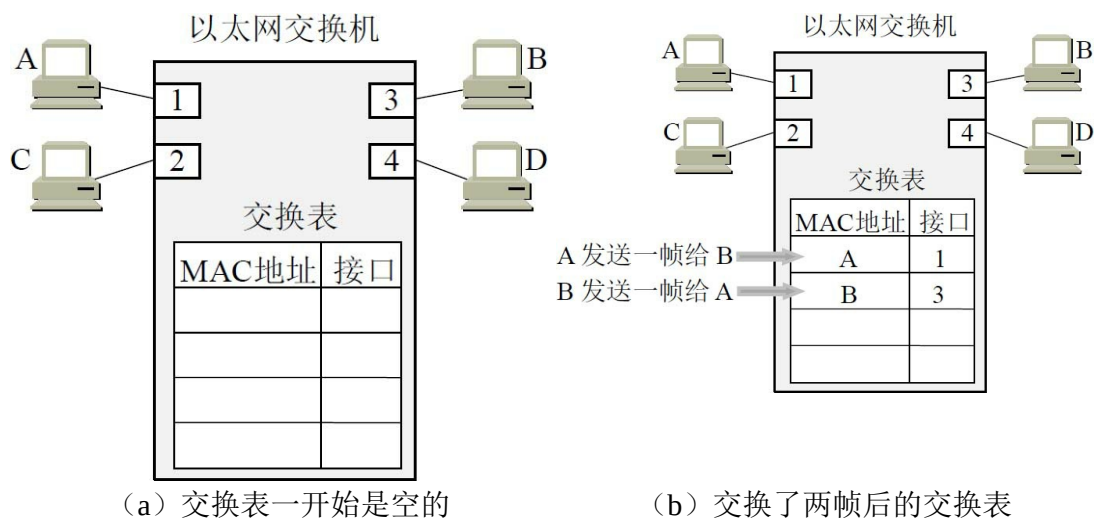 以太网交换机
A
B
1
3
C
2
4
D
交换表
MAC地址 接口
(a)交换表一开始是空的
以太网交换机
A
B
1
3
C
2
4
D
交换表
MAC地址 接口
A 发送一帧给 B A 1
B 发送一帧给 A B 3
(b)交换了两帧后的交换表